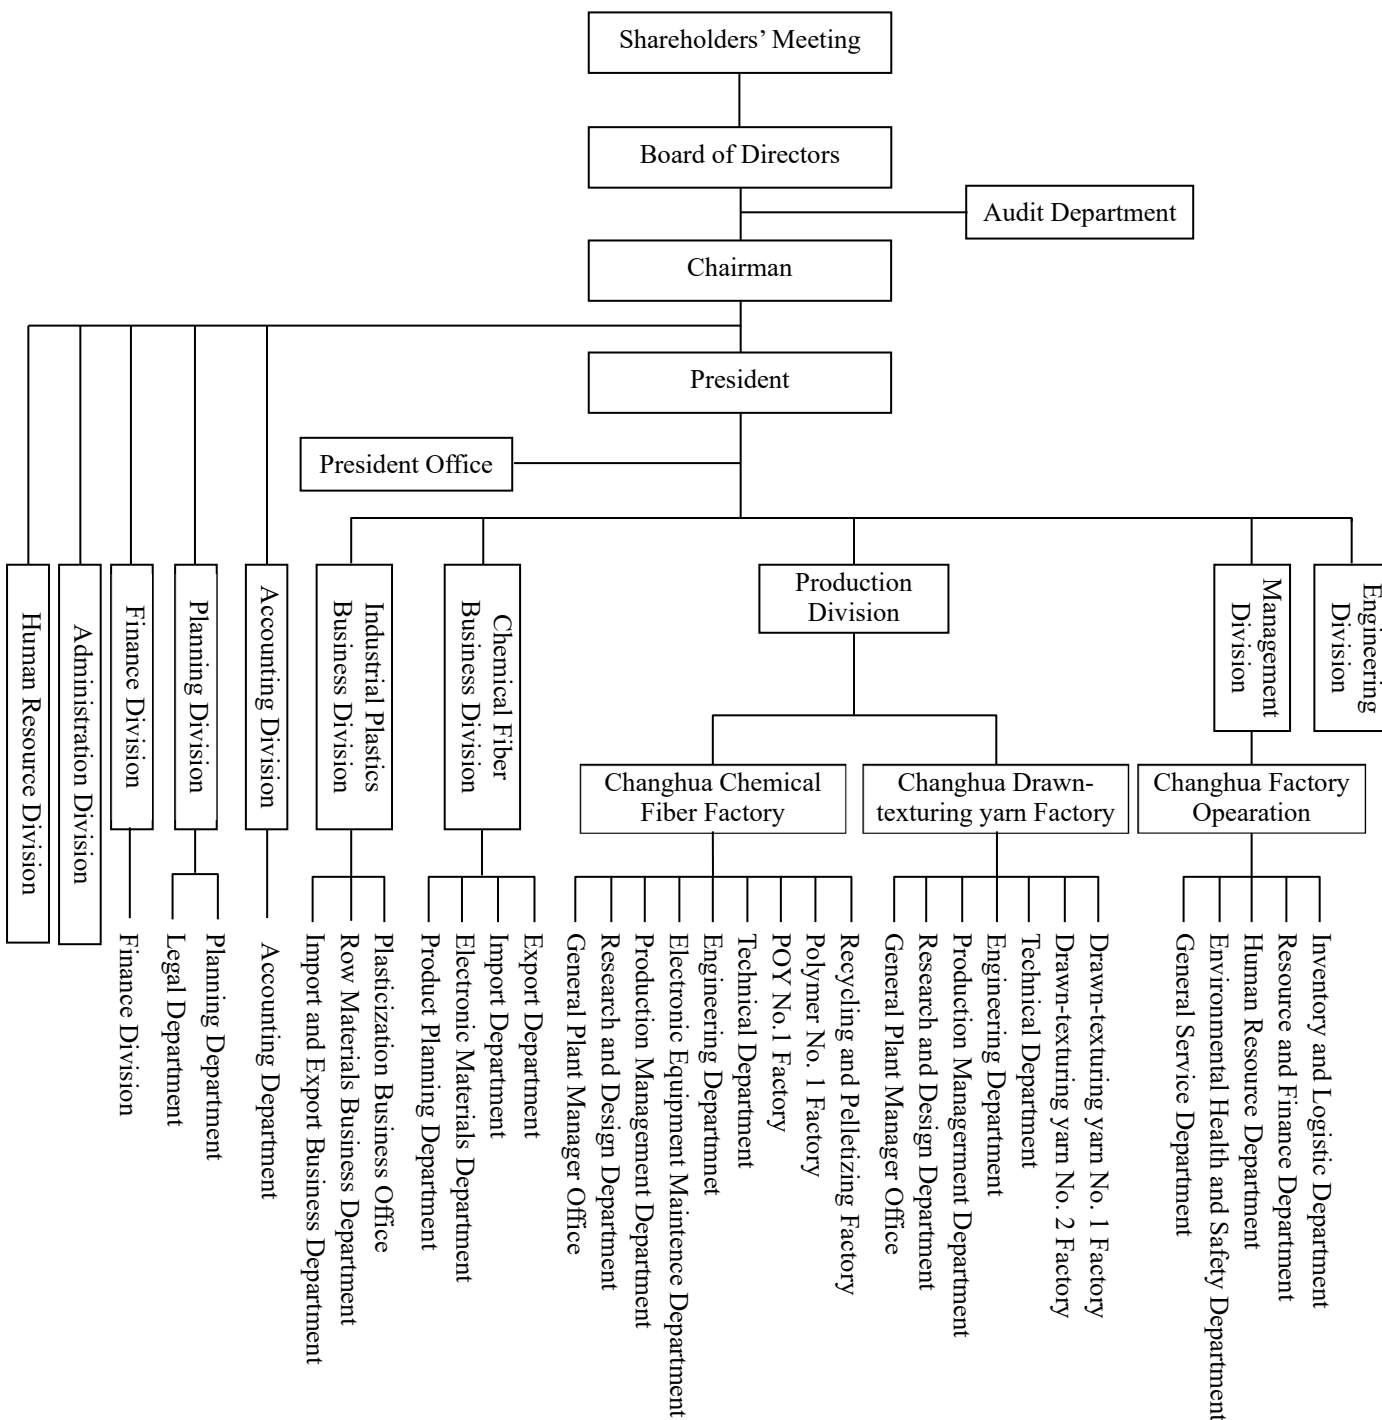 Shareholders’ Meeting
Board of Directors
Audit Department
Chairman
President
President Office
Human Resource Division
Administration Division
Finance Division
Planning Division
Accounting Division
Industrial Plastics
Business Division
Chemical Fiber
Business Division
Production
Division
Management
Division
Engineering
Division
Changhua Chemical
Fiber Factory
Changhua Drawn-
texturing yarn Factory
Changhua Factory
Opearation
Finance Division
Legal Department
Planning Department
Accounting Department
Import and Export Business Department
Row Materials Business Department
Plasticization Business Office
Product Planning Department
Electronic Materials Department
Import Department
Export Department
General Plant Manager Office
Research and Design Department
Production Management Department
Electronic Equipment Maintence Department
Engineering Departmnet
Technical Department
POY No.1 Factory
Polymer No. 1 Factory
Recycling and Pelletizing Factory
General Plant Manager Office
Research and Design Department
Production Management Department
Engineering Department
Technical Department
Drawn-texturing yarn No. 2 Factory
Drawn-texturing yarn No. 1 Factory
General Service Department
Environmental Health and Safety Department
Human Resource Department
Resource and Finance Department
Inventory and Logistic Department